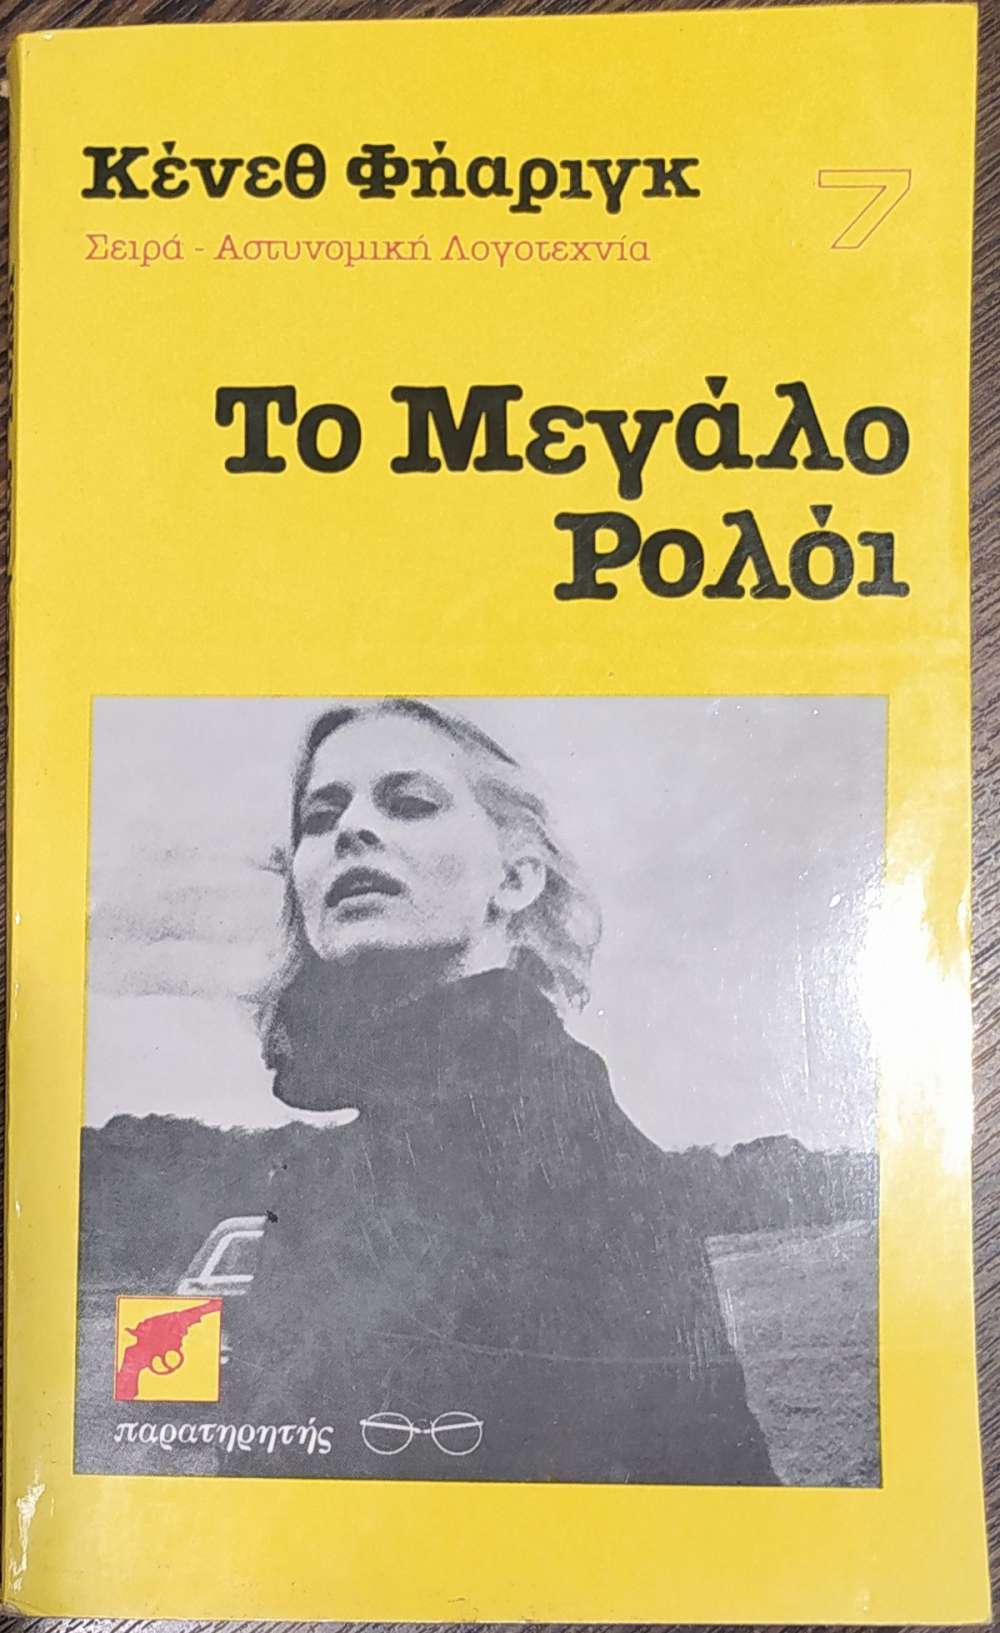 Κένεθ Φήαριγκ
7
Σειρά - Αστυνομική Λογοτεχνία
Το Μεγάλο
Ρολόι
παρατηρητής